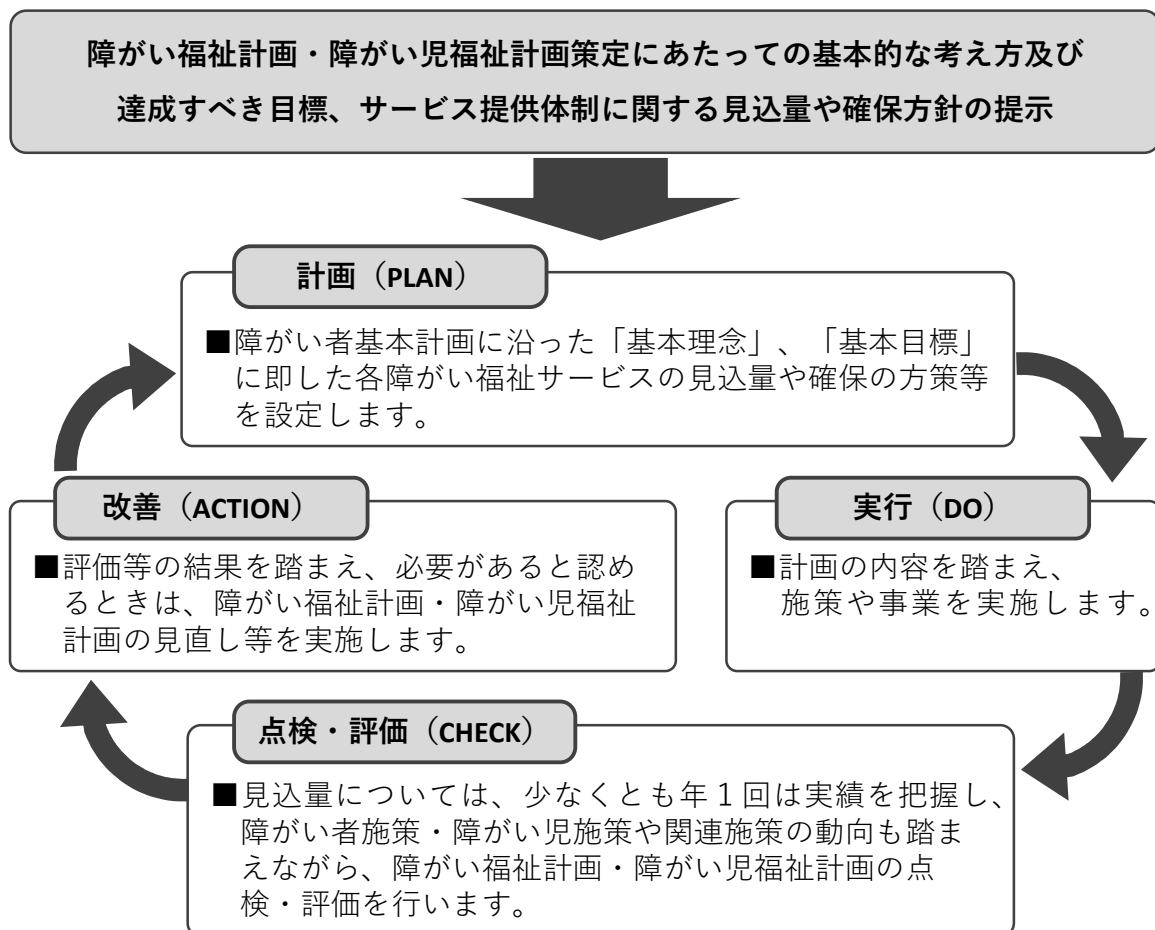 障がい福祉計画・障がい児福祉計画策定にあたっての基本的な考え方及び
達成すべき目標、サービス提供体制に関する見込量や確保方針の提示
計画（PLAN）
■障がい者基本計画に沿った「基本理念」、「基本目標」
に即した各障がい福祉サービスの見込量や確保の方策等
を設定します。
実行（DO）
■計画の内容を踏まえ、
施策や事業を実施します。
点検・評価（CHECK）
■見込量については、少なくとも年１回は実績を把握し、
障がい者施策・障がい児施策や関連施策の動向も踏ま
えながら、障がい福祉計画・障がい児福祉計画の点
検・評価を行います。
改善（ACTION）
■評価等の結果を踏まえ、必要があると認め
るときは、障がい福祉計画・障がい児福祉
計画の見直し等を実施します。